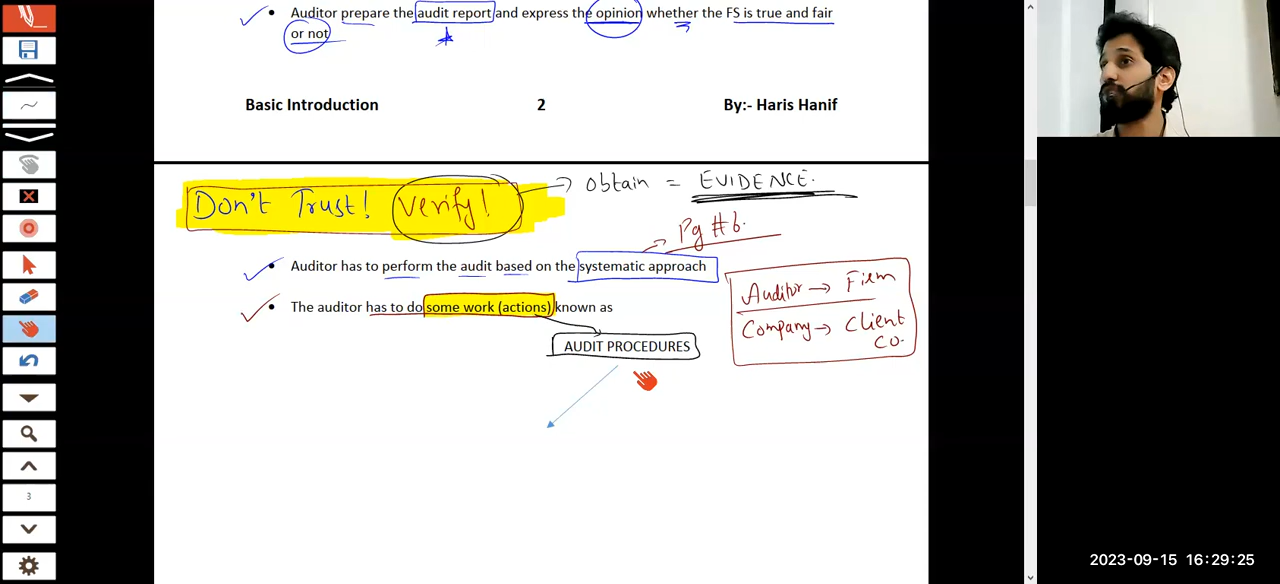 Auditor prepare the audit report and express the opinion whether the FS is true and fair
or not
Basic Introduction 2 By:- Haris Hanif
Don't Trust! Verify! → Obtain = EVIDENCE.
Pg # 6.
Auditor has to perform the audit based on the systematic approach
Auditor → Firm
The auditor has to do some work (actions) known as
Company → Client
Co.
AUDIT PROCEDURES
3
2023-09-15 16:29:25